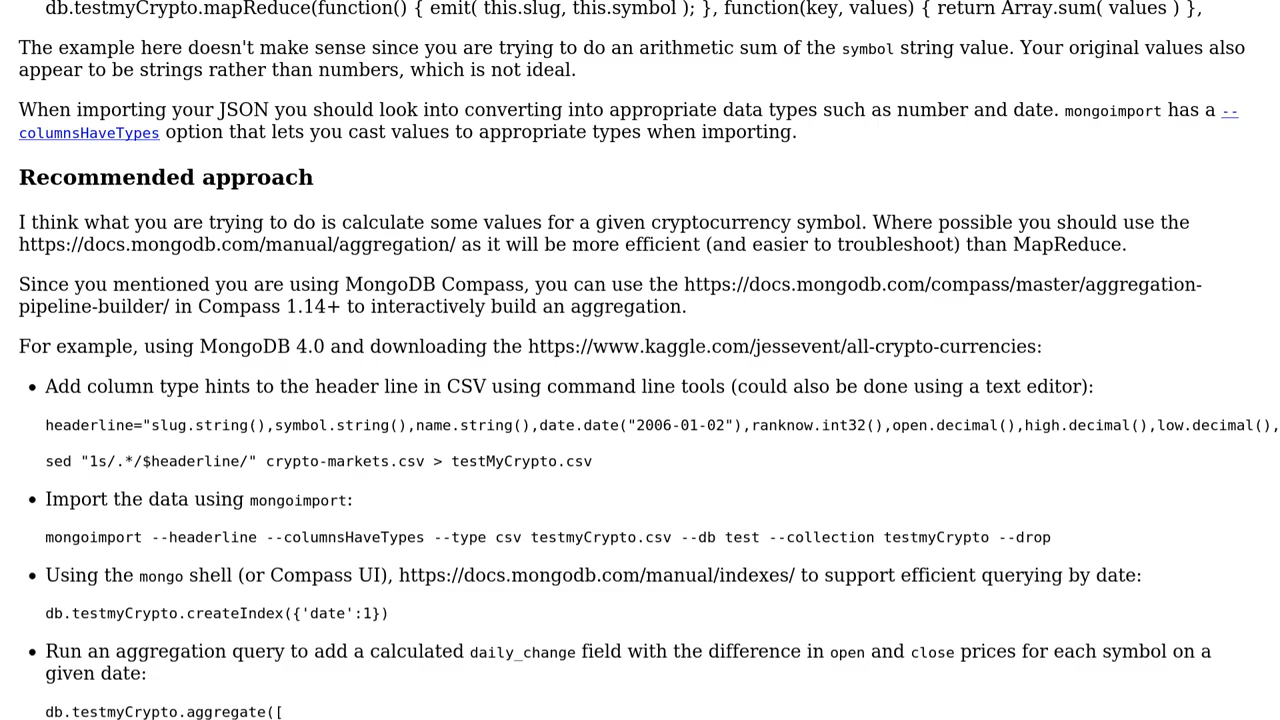 db.testmyCrypto.mapReduce(function() { emit( this.slug, this.symbol ); }, function(key, values) { return Array.sum( values ) },
The example here doesn't make sense since you are trying to do an arithmetic sum of the symbol string value. Your original values also
appear to be strings rather than numbers, which is not ideal.
When importing your JSON you should look into converting into appropriate data types such as number and date. mongoimport has a --
columnsHaveTypes option that lets you cast values to appropriate types when importing.
Recommended approach
I think what you are trying to do is calculate some values for a given cryptocurrency symbol. Where possible you should use the
https://docs.mongodb.com/manual/aggregation/ as it will be more efficient (and easier to troubleshoot) than MapReduce.
Since you mentioned you are using MongoDB Compass, you can use the https://docs.mongodb.com/compass/master/aggregation-
pipeline-builder/ in Compass 1.14+ to interactively build an aggregation.
For example, using MongoDB 4.0 and downloading the https://www.kaggle.com/jessevent/all-crypto-currencies:
• Add column type hints to the header line in CSV using command line tools (could also be done using a text editor):
headerline="slug.string(),symbol.string(),name.string(),date.date("2006-01-02"),ranknow.int32(),open.decimal(),high.decimal(),low.decimal(),
sed "1s/.*/$headerline/" crypto-markets.csv > testMyCrypto.csv
• Import the data using mongoimport:
mongoimport --headerline --columnsHaveTypes --type csv testmyCrypto.csv --db test --collection testmyCrypto --drop
• Using the mongo shell (or Compass UI), https://docs.mongodb.com/manual/indexes/ to support efficient querying by date:
db.testmyCrypto.createIndex({'date':1})
• Run an aggregation query to add a calculated daily_change field with the difference in open and close prices for each symbol on a
given date:
db.testmyCrypto.aggregate([